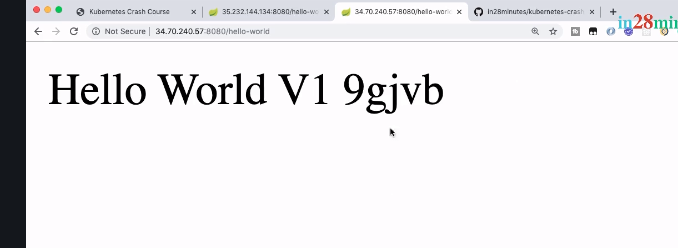 Kubernetes Crash Course
35.232.144.134:8080/hello-wo
34.70.240.57:8080/hello-world
in28minutes/kubernetes-crash
in28min
Not Secure | 34.70.240.57:8080/hello-world
Hello World V1 9gjvb